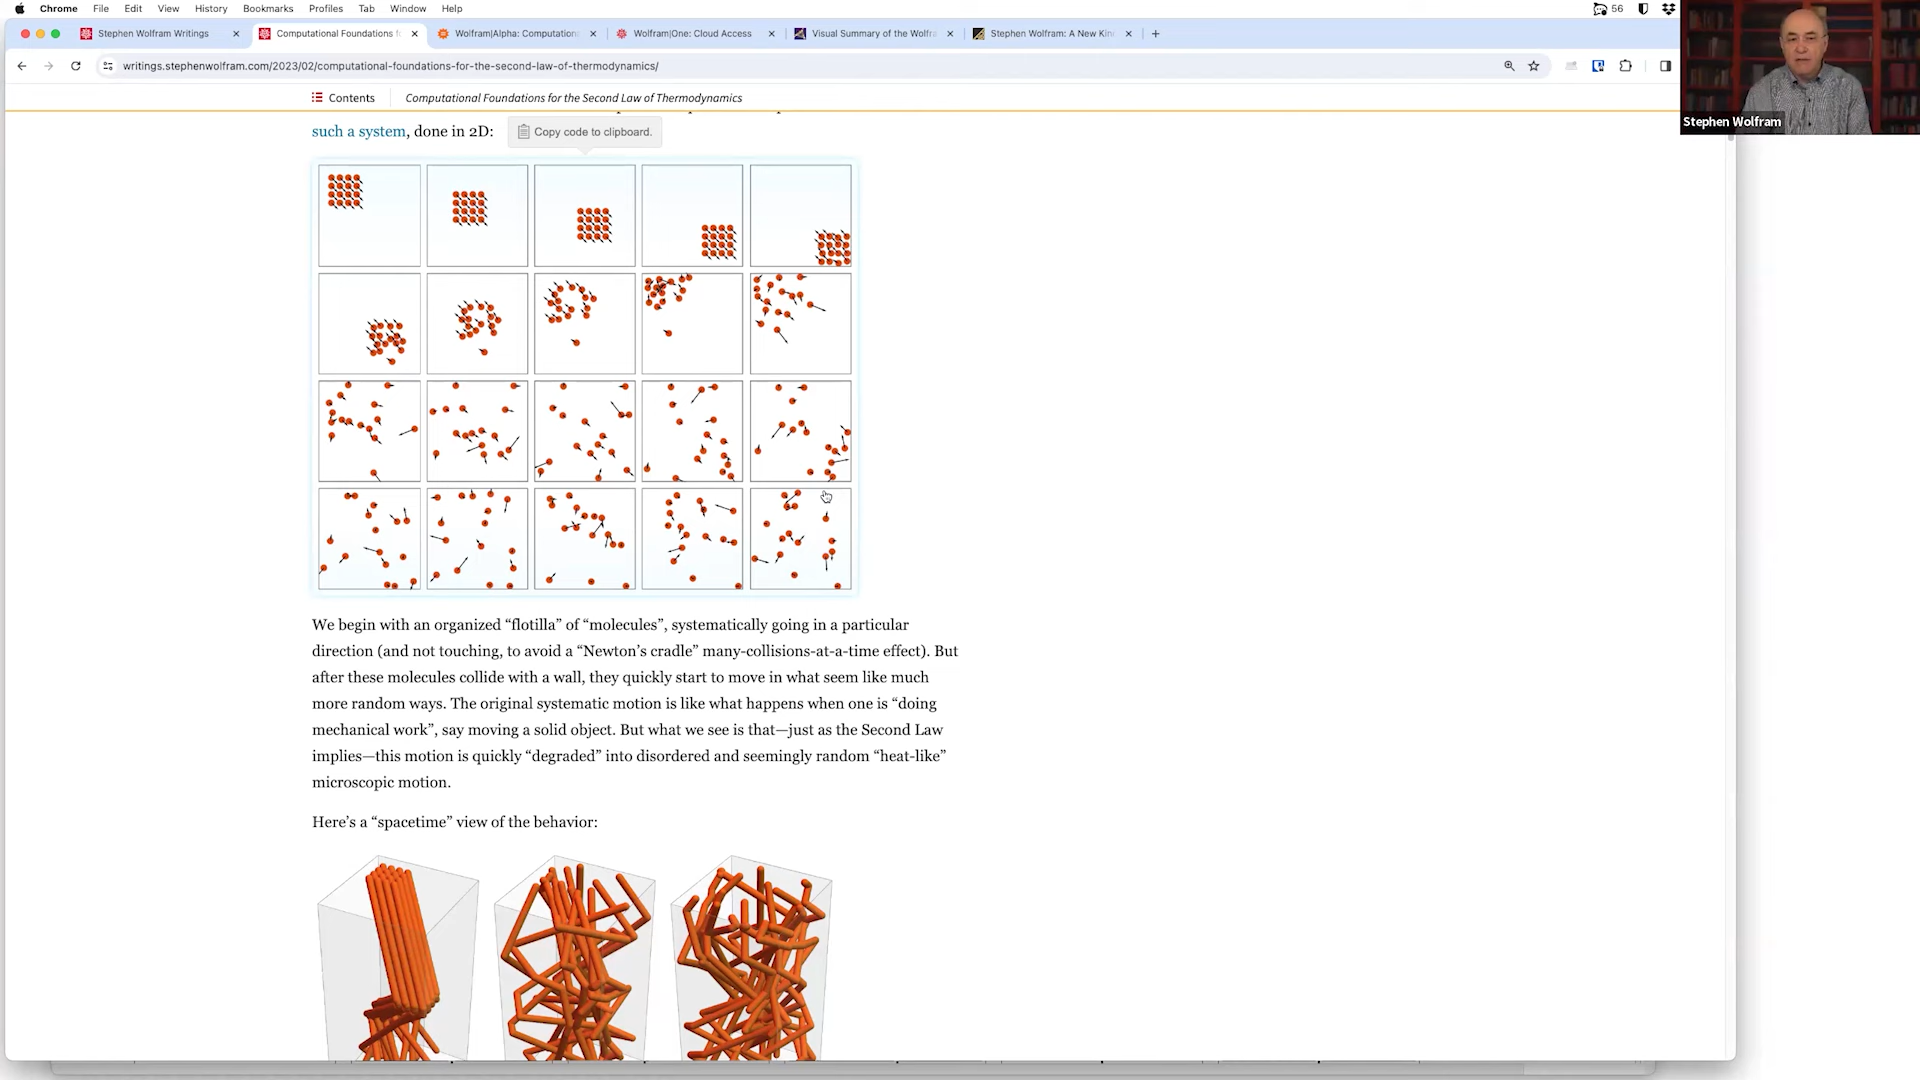 Chrome File Edit View History Bookmarks Profiles Tab Window Help 56
Stephen Wolfram Writings
Computational Foundations f
Wolfram|Alpha: Computation
Wolfram|One: Cloud Access
Visual Summary of the Wolfra
Stephen Wolfram: A New Kin
writings.stephenwolfram.com/2023/02/computational-foundations-for-the-second-law-of-thermodynamics/
Contents Computational Foundations for the Second Law of Thermodynamics
Stephen Wolfram
such a system, done in 2D:
Copy code to clipboard.
We begin with an organized “flotilla” of “molecules”, systematically going in a particular
direction (and not touching, to avoid a “Newton’s cradle” many-collisions-at-a-time effect). But
after these molecules collide with a wall, they quickly start to move in what seem like much
more random ways. The original systematic motion is like what happens when one is “doing
mechanical work”, say moving a solid object. But what we see is that—just as the Second Law
implies—this motion is quickly “degraded” into disordered and seemingly random “heat-like”
microscopic motion.
Here’s a “spacetime” view of the behavior: